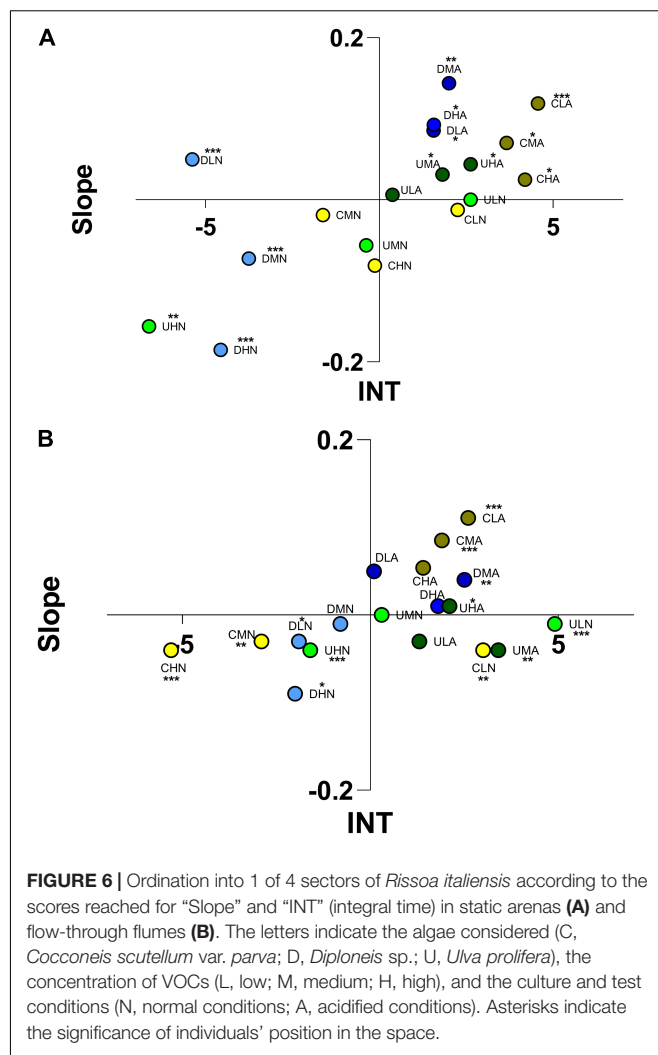 A
0.2
**
DMA
***
CLA
*
DHA
DLA
*
*
CMA
***
DLN
*
UMA
*
UHA
*
CHA
ULA
ULN
Slope
-5
5
CMN
CLN
UMN
***
DMN
CHN
**
UHN
***
DHN
-0.2
INT
B
0.2
***
CLA
CMA
***
DLA
CHA
DMA
**
DHA
*
UHA
Slope
DMN
UMN
-5
CMN
**
*
DLN
ULN
***
5
UHN
***
ULA
CHN
***
CLN
**
UMA
**
*
DHN
-0.2
INT
FIGURE 6 | Ordination into 1 of 4 sectors of Rissoa italiensis according to the
scores reached for “Slope” and “INT” (integral time) in static arenas (A) and
flow-through flumes (B). The letters indicate the algae considered (C,
Cocconeis scutellum var. parva; D, Diploneis sp.; U, Ulva prolifera), the
concentration of VOCs (L, low; M, medium; H, high), and the culture and test
conditions (N, normal conditions; A, acidified conditions). Asterisks indicate
the significance of individuals’ position in the space.